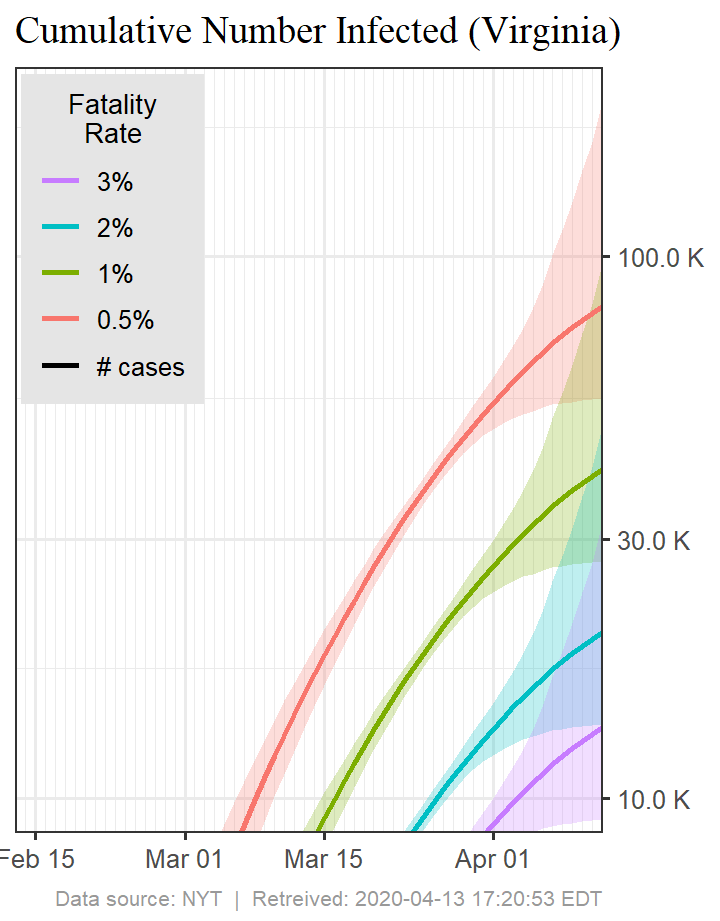 Cumulative Number Infected (Virginia)
Fatality
Rate
3%
2%
1%
0.5%
# cases
100.0 K
30.0 K
10.0 K
Feb 15 Mar 01 Mar 15 Apr 01
Data source: NYT | Retreived: 2020-04-13 17:20:53 EDT